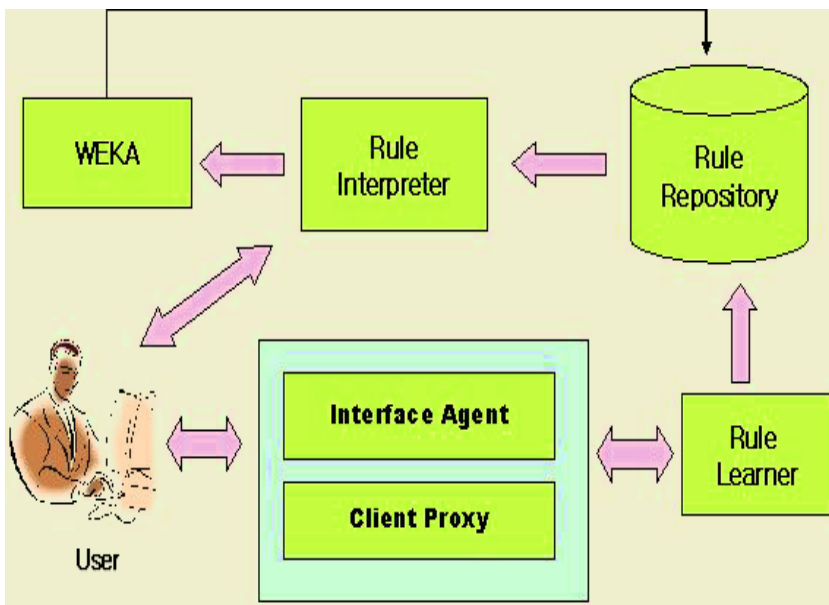 WEKA
Rule
Interpreter
Rule
Repository
Interface Agent
Client Proxy
Rule
Learner
User